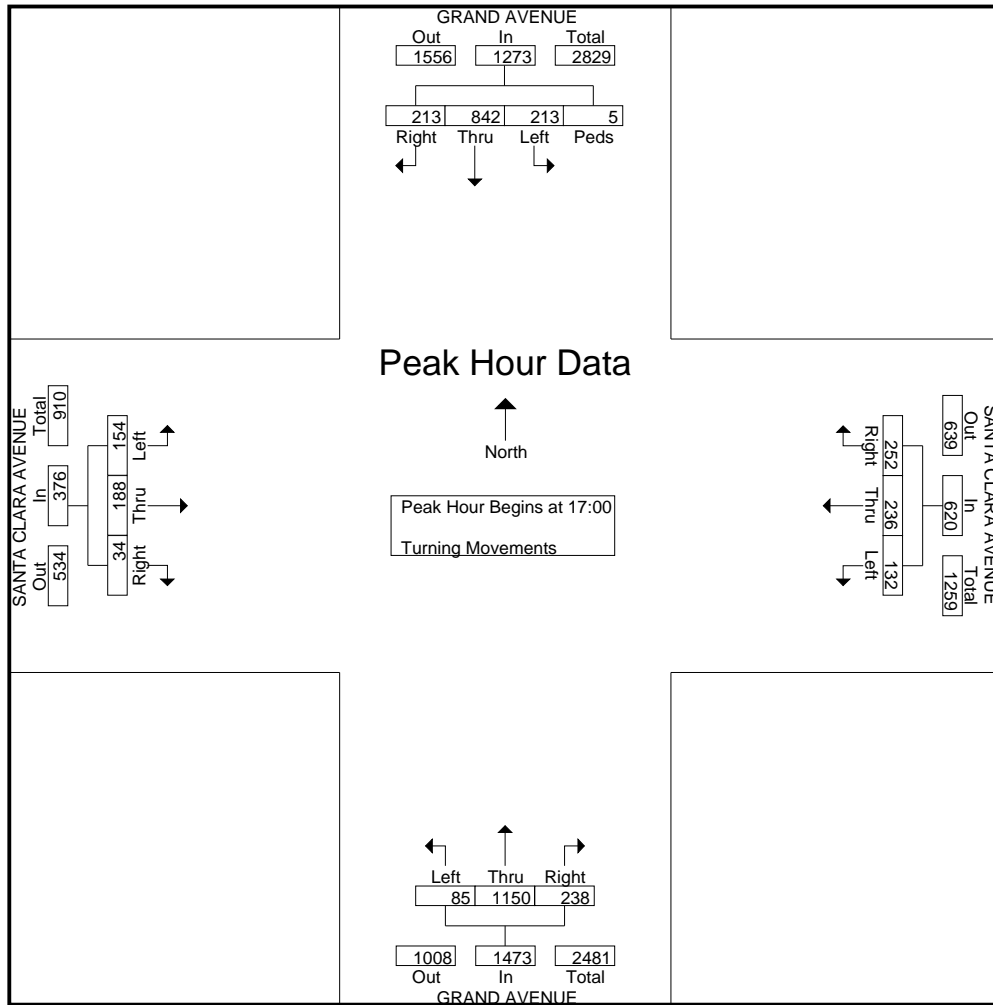 GRAND AVENUE
Out In Total
1556 1273 2829
213 842 213 5
Right Thru Left Peds
Peak Hour Data
North
Peak Hour Begins at 17:00
Turning Movements
SANTA CLARA AVENUE
Out In Total
534 376 910
Right Thru Left
34 188 154
SANTA CLARA AVENUE
Out In Total
639 620 1259
252 236 132
Right Thru Left
Left Thru Right
85 1150 238
1008 1473 2481
Out In Total
GRAND AVENUE